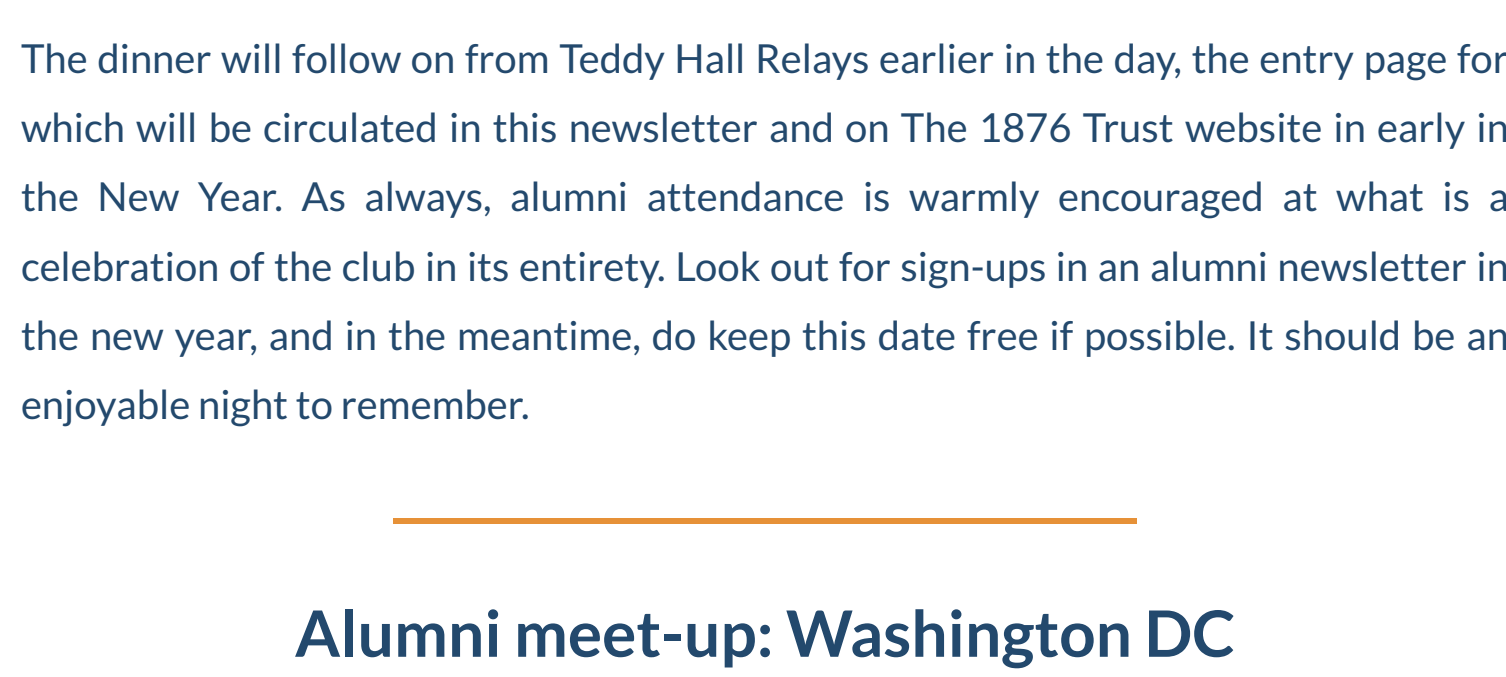 The dinner will follow on from Teddy Hall Relays earlier in the day, the entry page for
which will be circulated in this newsletter and on The 1876 Trust website in early in
the New Year. As always, alumni attendance is warmly encouraged at what is a
celebration of the club in its entirety. Look out for sign-ups in an alumni newsletter in
the new year, and in the meantime, do keep this date free if possible. It should be an
enjoyable night to remember.
Alumni meet-up: Washington DC